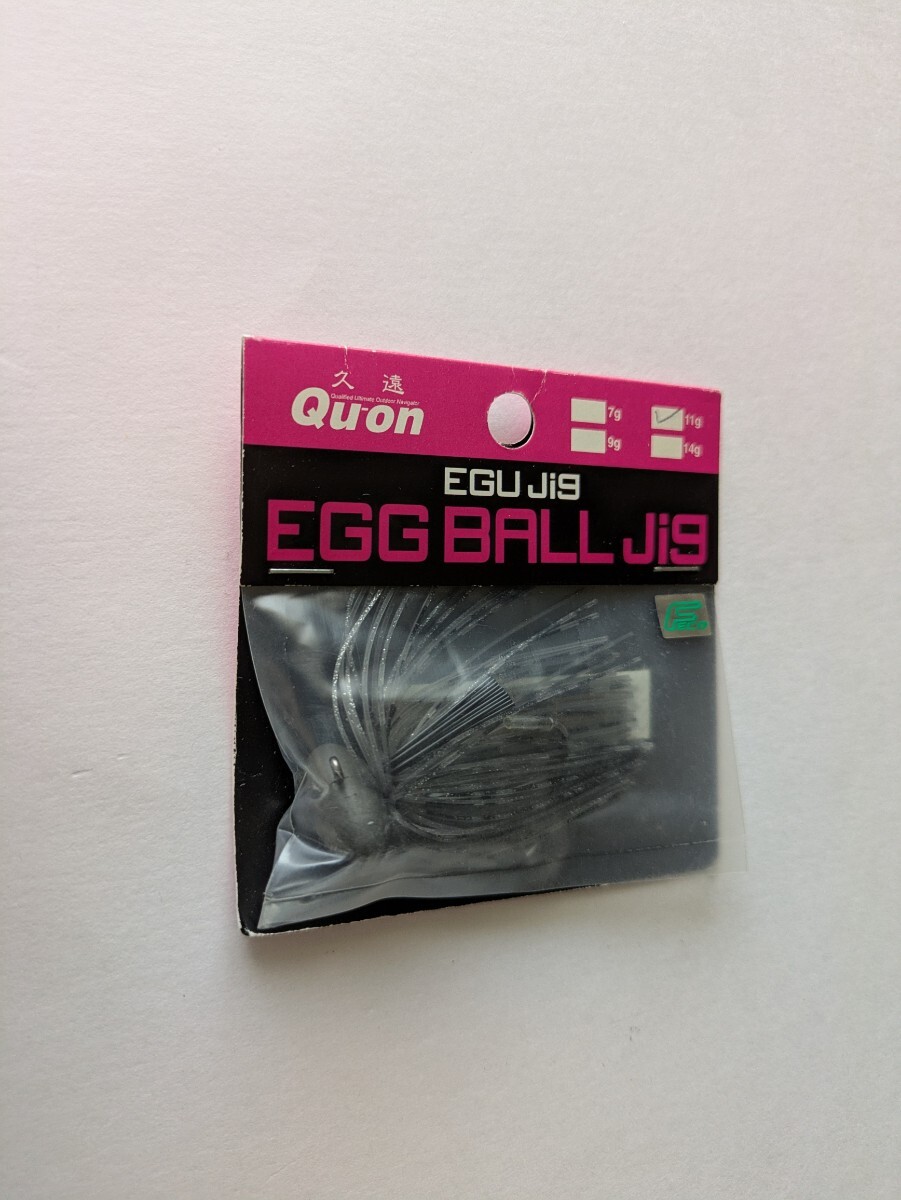 久遠
Qualified Ultimate Outdoor Navigator
Qu-on
7g
11g
9g
14g
EGU Jig
EGG BALL Jig